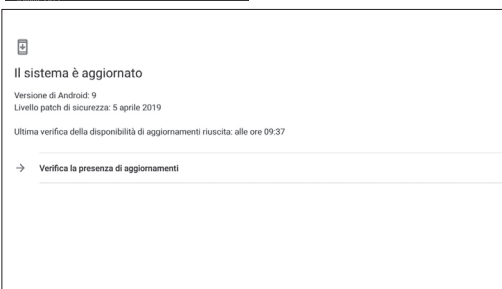 Il sistema è aggiornato
Versione di Android: 9
Livello patch di sicurezza: 5 aprile 2019
Ultima verifica della disponibilità di aggiornamenti riuscita: alle ore 09:37
Verifica la presenza di aggiornamenti